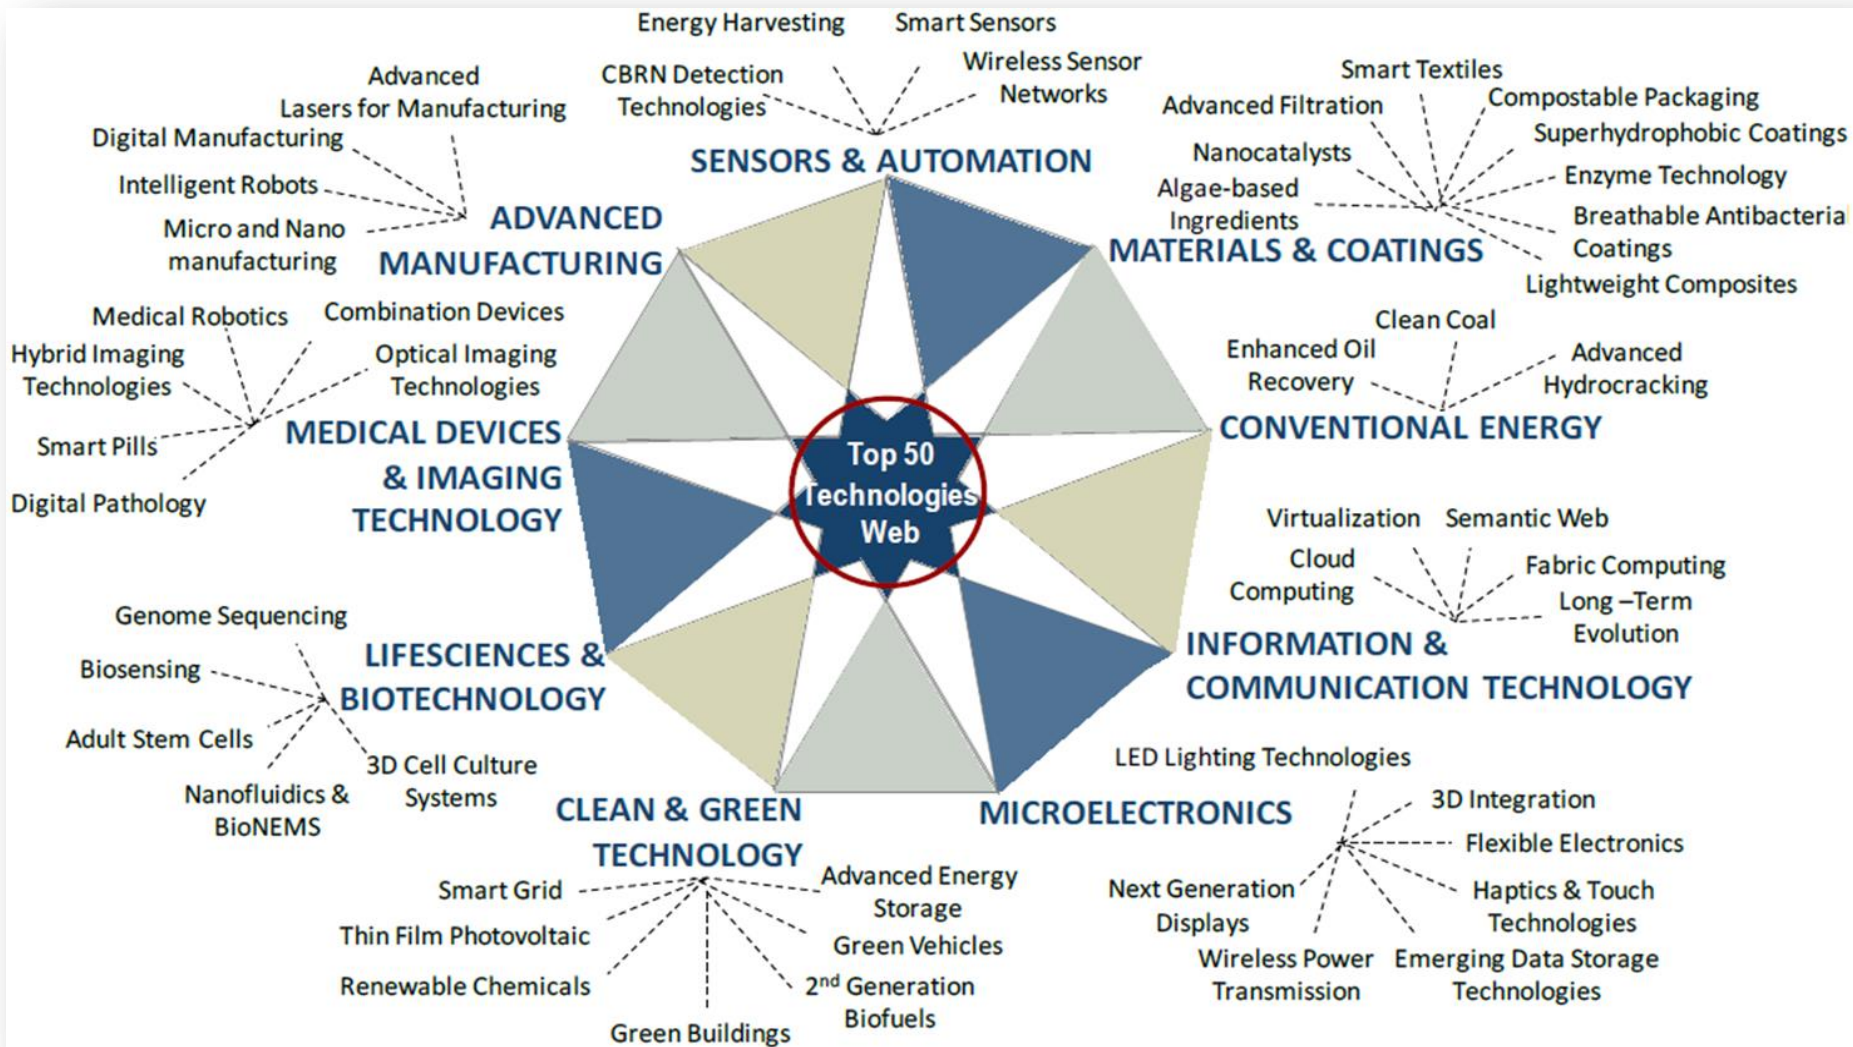 Energy Harvesting
Smart Sensors
CBRN Detection
Technologies
Wireless Sensor
Networks
SENSORS & AUTOMATION
Smart Textiles
Advanced Filtration
Compostable Packaging
Superhydrophobic Coatings
Nanocatalysts
Enzyme Technology
Algae-based
Ingredients
Breathable Antibacterial
Coatings
Lightweight Composites
MATERIALS & COATINGS
Clean Coal
Enhanced Oil
Recovery
Advanced
Hydrocracking
CONVENTIONAL ENERGY
Virtualization
Semantic Web
Cloud
Computing
Fabric Computing
Long –Term
Evolution
INFORMATION &
COMMUNICATION TECHNOLOGY
LED Lighting Technologies
3D Integration
Flexible Electronics
Next Generation
Displays
Haptics & Touch
Technologies
Wireless Power
Transmission
Emerging Data Storage
Technologies
MICROELECTRONICS
CLEAN & GREEN
TECHNOLOGY
Smart Grid
Advanced Energy
Storage
Thin Film Photovoltaic
Green Vehicles
Renewable Chemicals
2nd Generation
Biofuels
Green Buildings
Genome Sequencing
Biosensing
Adult Stem Cells
Nanofluidics &
BioNEMS
3D Cell Culture
Systems
LIFESCIENCES &
BIOTECHNOLOGY
Medical Robotics
Combination Devices
Hybrid Imaging
Technologies
Optical Imaging
Technologies
Smart Pills
Digital Pathology
MEDICAL DEVICES
& IMAGING
TECHNOLOGY
Advanced
Lasers for Manufacturing
Digital Manufacturing
Intelligent Robots
Micro and Nano
manufacturing
ADVANCED
MANUFACTURING
Top 50
Technologies
Web